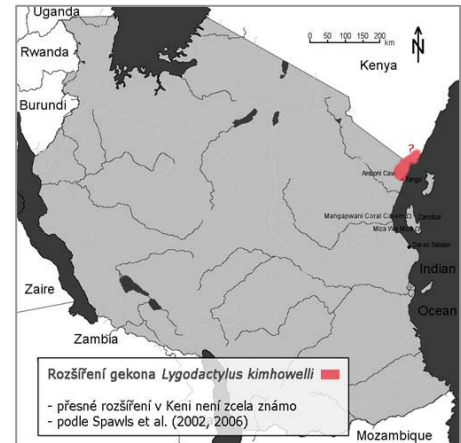 Uganda
Rwanda
Burundi
0 50 100 150 200
km
N
Kenya
?
Amboni Cav
Tanga
Mangapwani Coral Cavern
Zanzibar
Dar es Salaam
Indian
Ocean
Zaire
Zambia
Rozšíření gekona Lygodactylus kimhowelli
- přesné rozšíření v Keni není zcela známo
- podle Spawls et al. (2002, 2006)
Mozambique